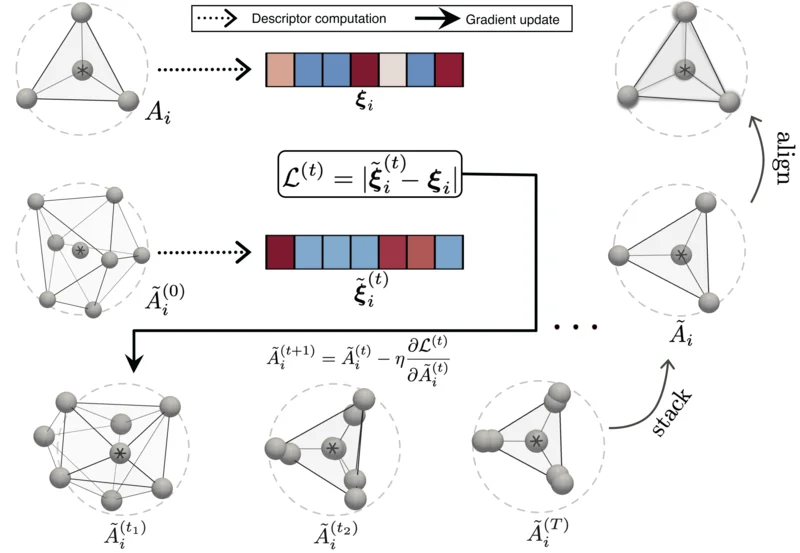 Descriptor computation
Gradient update
A_i
ξ_i
align
ℒ^{(t)} = |ξ̃_i^{(t)} − ξ_i|
Ã_i^{(0)}
ξ̃_i^{(t)}
Ã_i
Ã_i^{(t+1)} = Ã_i^{(t)} − η ∂ℒ^{(t)}/∂Ã_i^{(t)}
...
stack
Ã_i^{(t_1)}
Ã_i^{(t_2)}
Ã_i^{(T)}